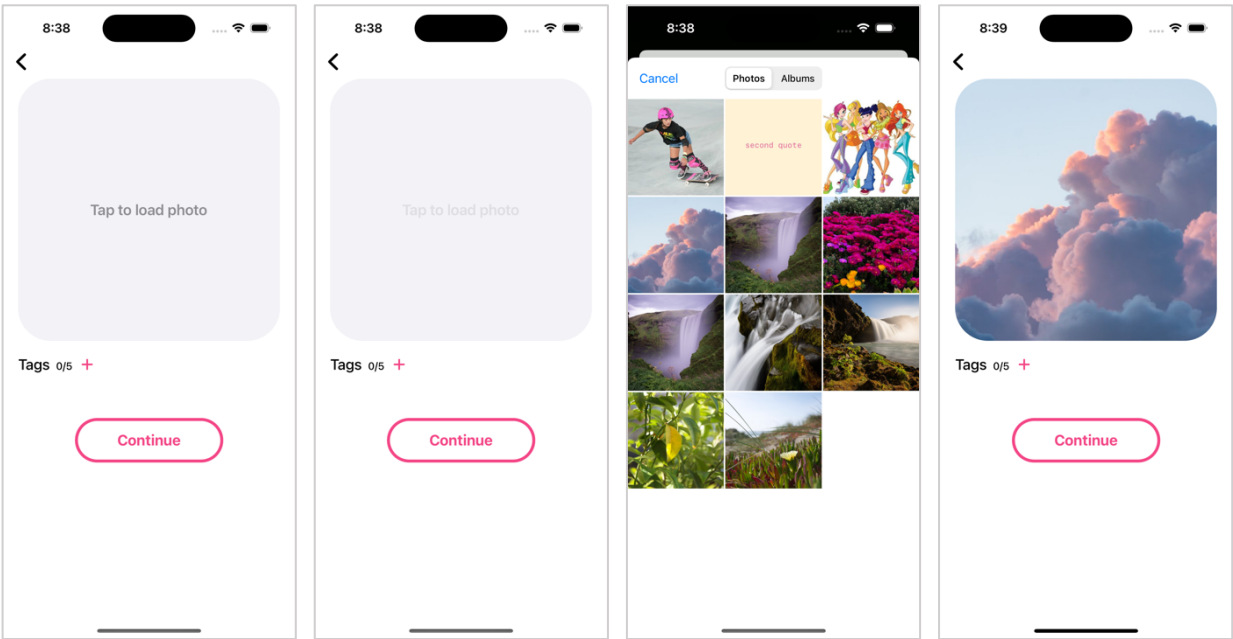 8:38
Tap to load photo
Tags 0/5 +
Continue
8:38
Tap to load photo
Tags 0/5 +
Continue
8:38
Cancel
Photos
Albums
second quote
8:39
Tags 0/5 +
Continue